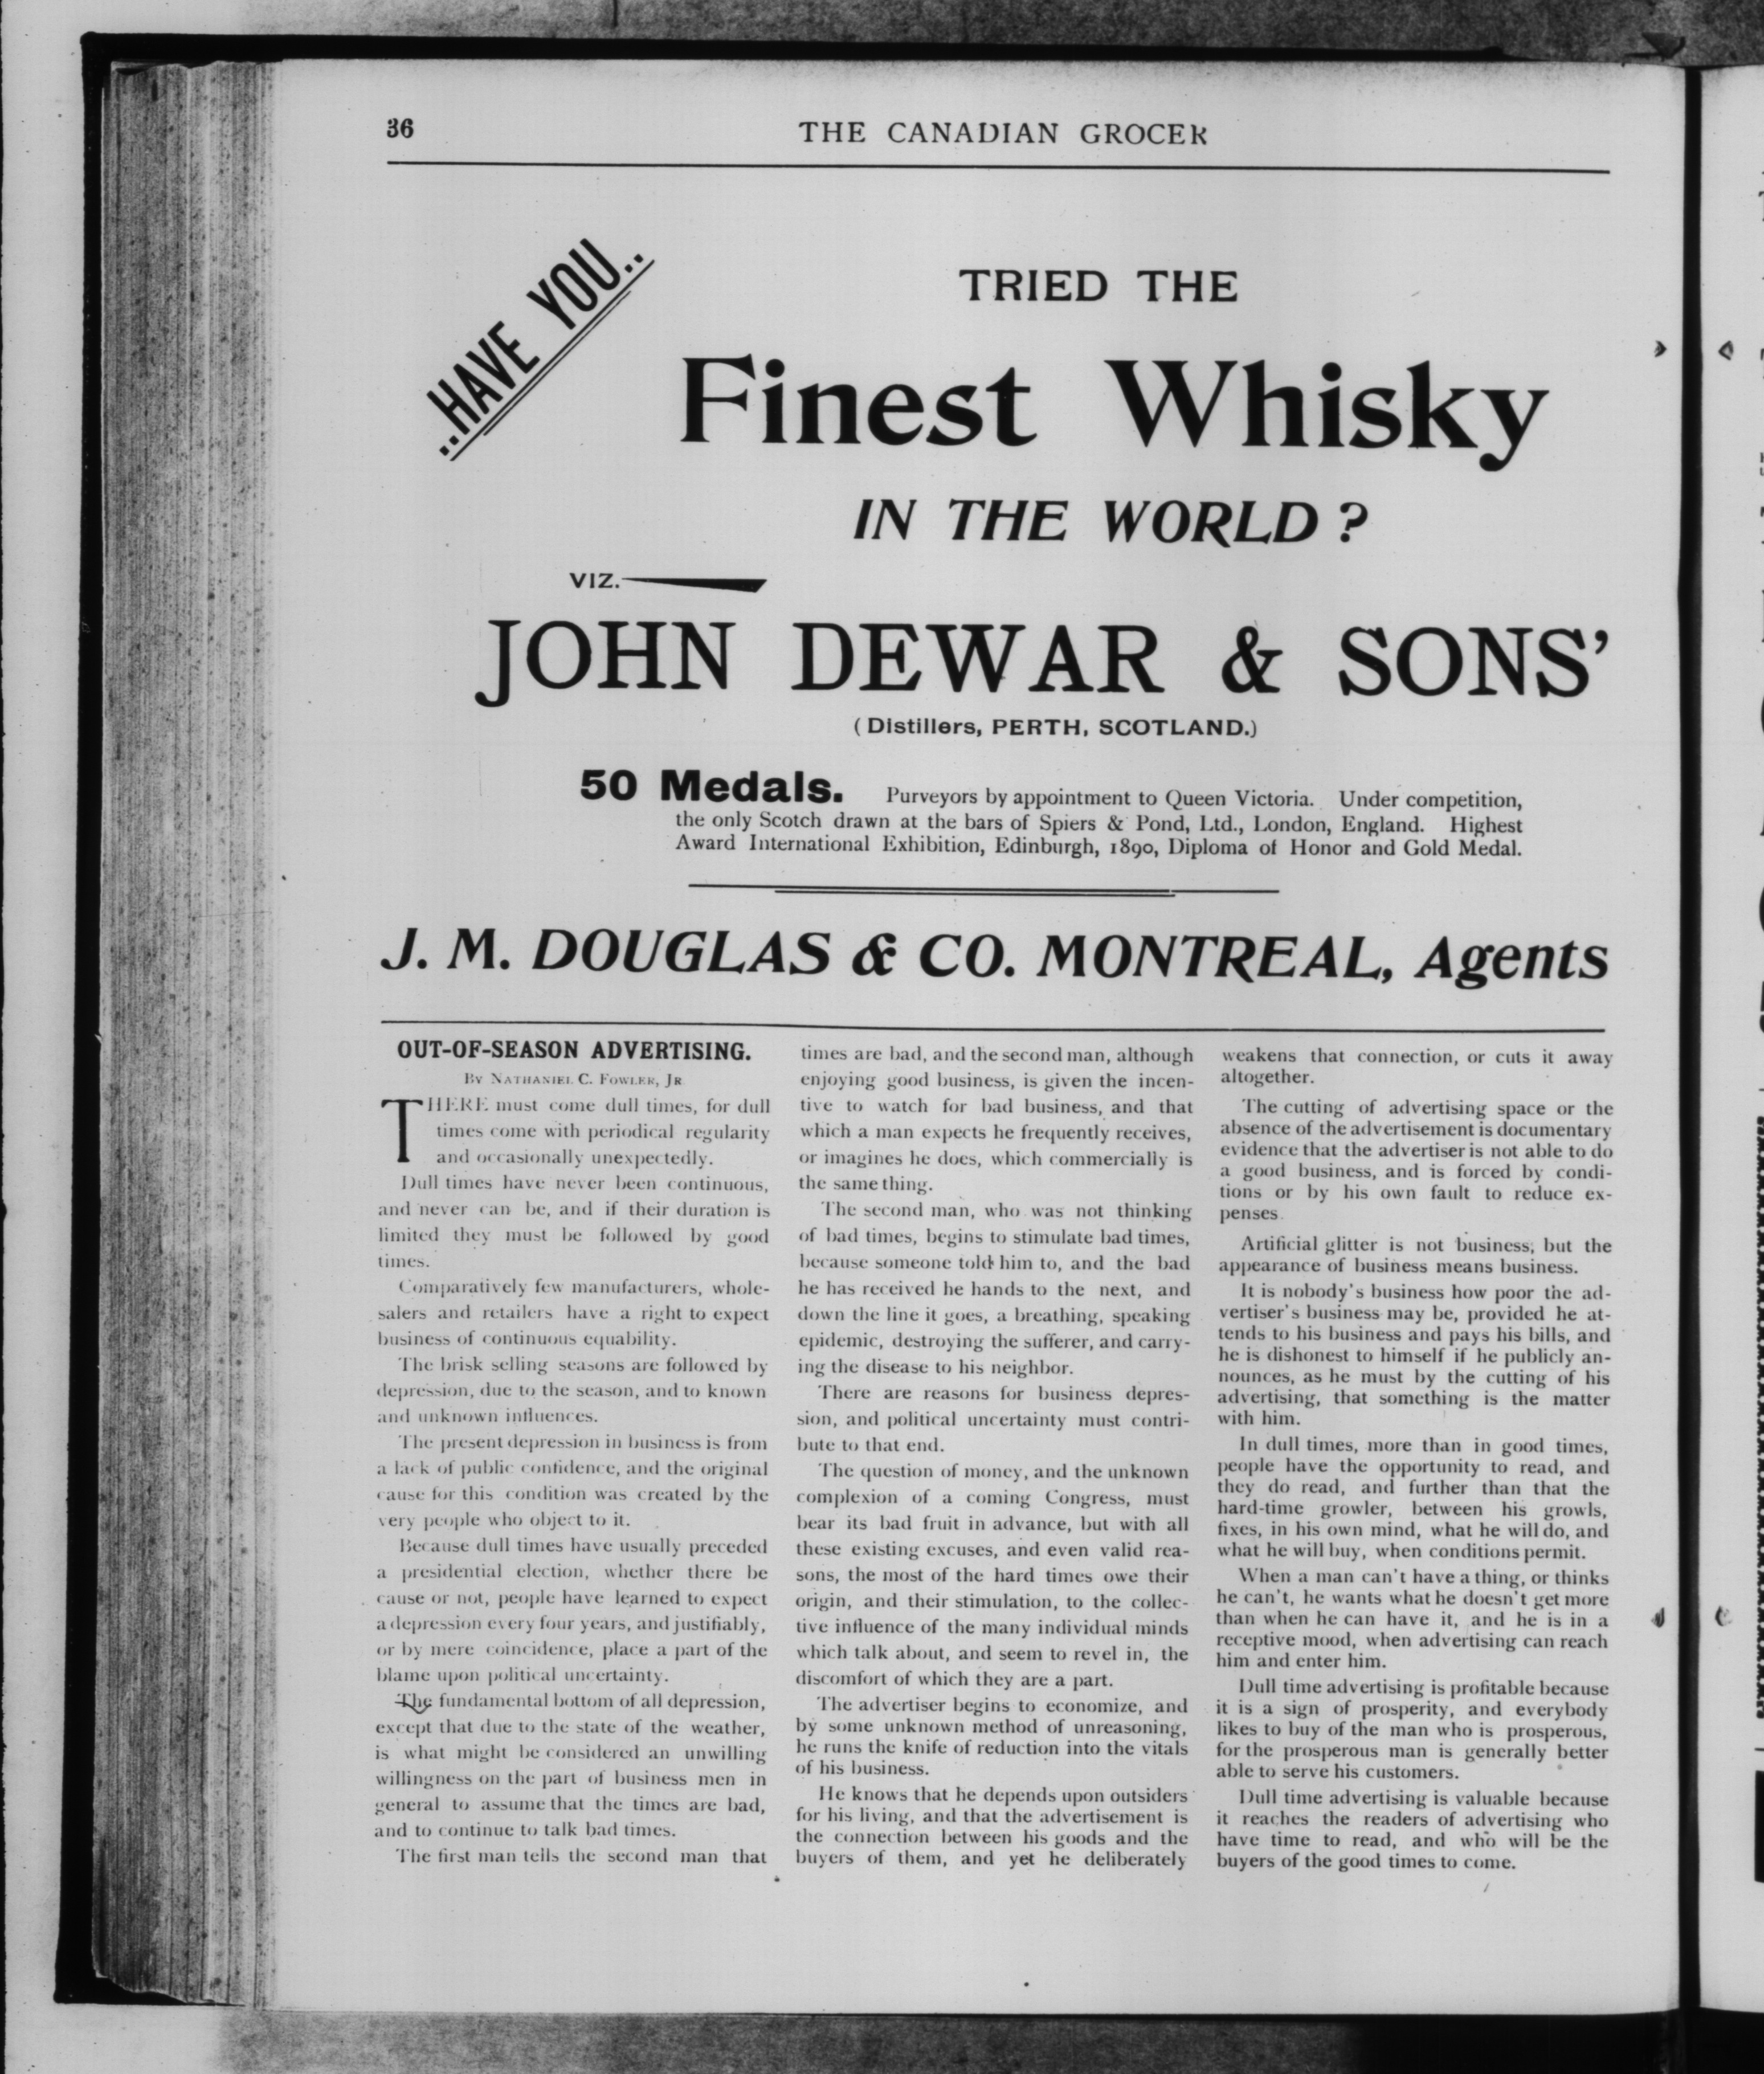 36
THE CANADIAN GROCER
..HAVE YOU..
TRIED THE
Finest Whisky
IN THE WORLD?
VIZ.
JOHN DEWAR & SONS'
(Distillers, PERTH, SCOTLAND.)
50 Medals. Purveyors by appointment to Queen Victoria. Under competition,
the only Scotch drawn at the bars of Spiers & Pond, Ltd., London, England. Highest
Award International Exhibition, Edinburgh, 1890, Diploma of Honor and Gold Medal.
J. M. DOUGLAS & CO. MONTREAL, Agents
OUT-OF-SEASON ADVERTISING.
By Nathaniel C. Fowler, Jr
THERE must come dull times, for dull
times come with periodical regularity
and occasionally unexpectedly.
Dull times have never been continuous,
and never can be, and if their duration is
limited they must be followed by good
times.
Comparatively few manufacturers, whole-
salers and retailers have a right to expect
business of continuous equability.
The brisk selling seasons are followed by
depression, due to the season, and to known
and unknown influences.
The present depression in business is from
a lack of public confidence, and the original
cause for this condition was created by the
very people who object to it.
Because dull times have usually preceded
a presidential election, whether there be
cause or not, people have learned to expect
a depression every four years, and justifiably,
or by mere coincidence, place a part of the
blame upon political uncertainty.
The fundamental bottom of all depression,
except that due to the state of the weather,
is what might be considered an unwilling
willingness on the part of business men in
general to assume that the times are bad,
and to continue to talk bad times.
The first man tells the second man that
times are bad, and the second man, although
enjoying good business, is given the incen-
tive to watch for bad business, and that
which a man expects he frequently receives,
or imagines he does, which commercially is
the same thing.
The second man, who was not thinking
of bad times, begins to stimulate bad times,
because someone told him to, and the bad
he has received he hands to the next, and
down the line it goes, a breathing, speaking
epidemic, destroying the sufferer, and carry-
ing the disease to his neighbor.
There are reasons for business depres-
sion, and political uncertainty must contri-
bute to that end.
The question of money, and the unknown
complexion of a coming Congress, must
bear its bad fruit in advance, but with all
these existing excuses, and even valid rea-
sons, the most of the hard times owe their
origin, and their stimulation, to the collec-
tive influence of the many individual minds
which talk about, and seem to revel in, the
discomfort of which they are a part.
The advertiser begins to economize, and
by some unknown method of unreasoning,
he runs the knife of reduction into the vitals
of his business.
He knows that he depends upon outsiders
for his living, and that the advertisement is
the connection between his goods and the
buyers of them, and yet he deliberately
weakens that connection, or cuts it away
altogether.
The cutting of advertising space or the
absence of the advertisement is documentary
evidence that the advertiser is not able to do
a good business, and is forced by condi-
tions or by his own fault to reduce ex-
penses.
Artificial glitter is not business, but the
appearance of business means business.
It is nobody's business how poor the ad-
vertiser's business may be, provided he at-
tends to his business and pays his bills, and
he is dishonest to himself if he publicly an-
nounces, as he must by the cutting of his
advertising, that something is the matter
with him.
In dull times, more than in good times,
people have the opportunity to read, and
they do read, and further than that the
hard-time growler, between his growls,
fixes, in his own mind, what he will do, and
what he will buy, when conditions permit.
When a man can't have a thing, or thinks
he can't, he wants what he doesn't get more
than when he can have it, and he is in a
receptive mood, when advertising can reach
him and enter him.
Dull time advertising is profitable because
it is a sign of prosperity, and everybody
likes to buy of the man who is prosperous,
for the prosperous man is generally better
able to serve his customers.
Dull time advertising is valuable because
it reaches the readers of advertising who
have time to read, and who will be the
buyers of the good times to come.